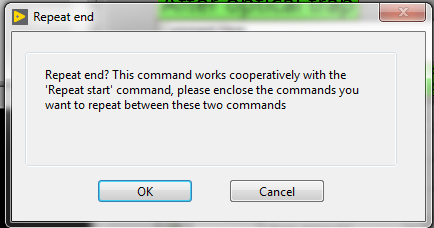 Repeat end
Repeat end? This command works cooperatively with the
'Repeat start' command, please enclose the commands you
want to repeat between these two commands
OK
Cancel